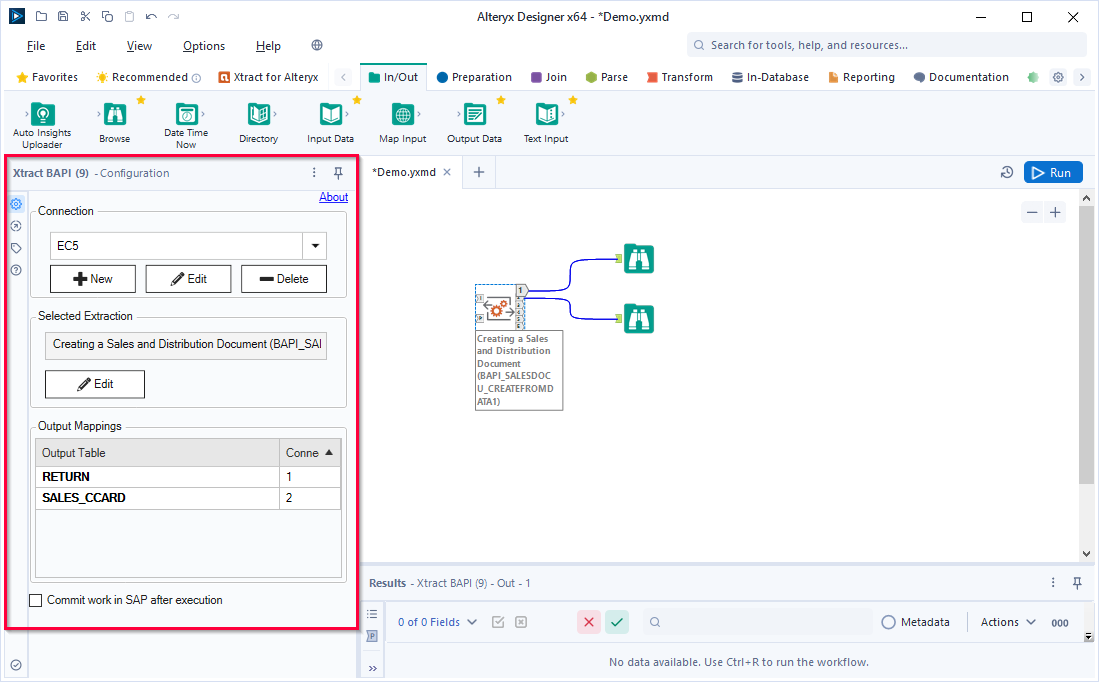 Alteryx Designer x64 - *Demo.yxmd
File Edit View Options Help
Search for tools, help, and resources...
Favorites Recommended Xtract for Alteryx In/Out Preparation Join Parse Transform In-Database Reporting Documentation
Auto Insights
Uploader
Browse
Date Time
Now
Directory
Input Data
Map Input
Output Data
Text Input
Xtract BAPI (9) - Configuration
About
Connection
EC5
New Edit Delete
Selected Extraction
Creating a Sales and Distribution Document (BAPI_SAI
Edit
Output Mappings
Output Table Conne
RETURN 1
SALES_CCARD 2
Commit work in SAP after execution
*Demo.yxmd
Run
1
Creating a Sales
and Distribution
Document
(BAPI_SALESDOC
U_CREATEFROMD
ATA1)
Results - Xtract BAPI (9) - Out - 1
0 of 0 Fields
Metadata
Actions
000
P
No data available. Use Ctrl+R to run the workflow.